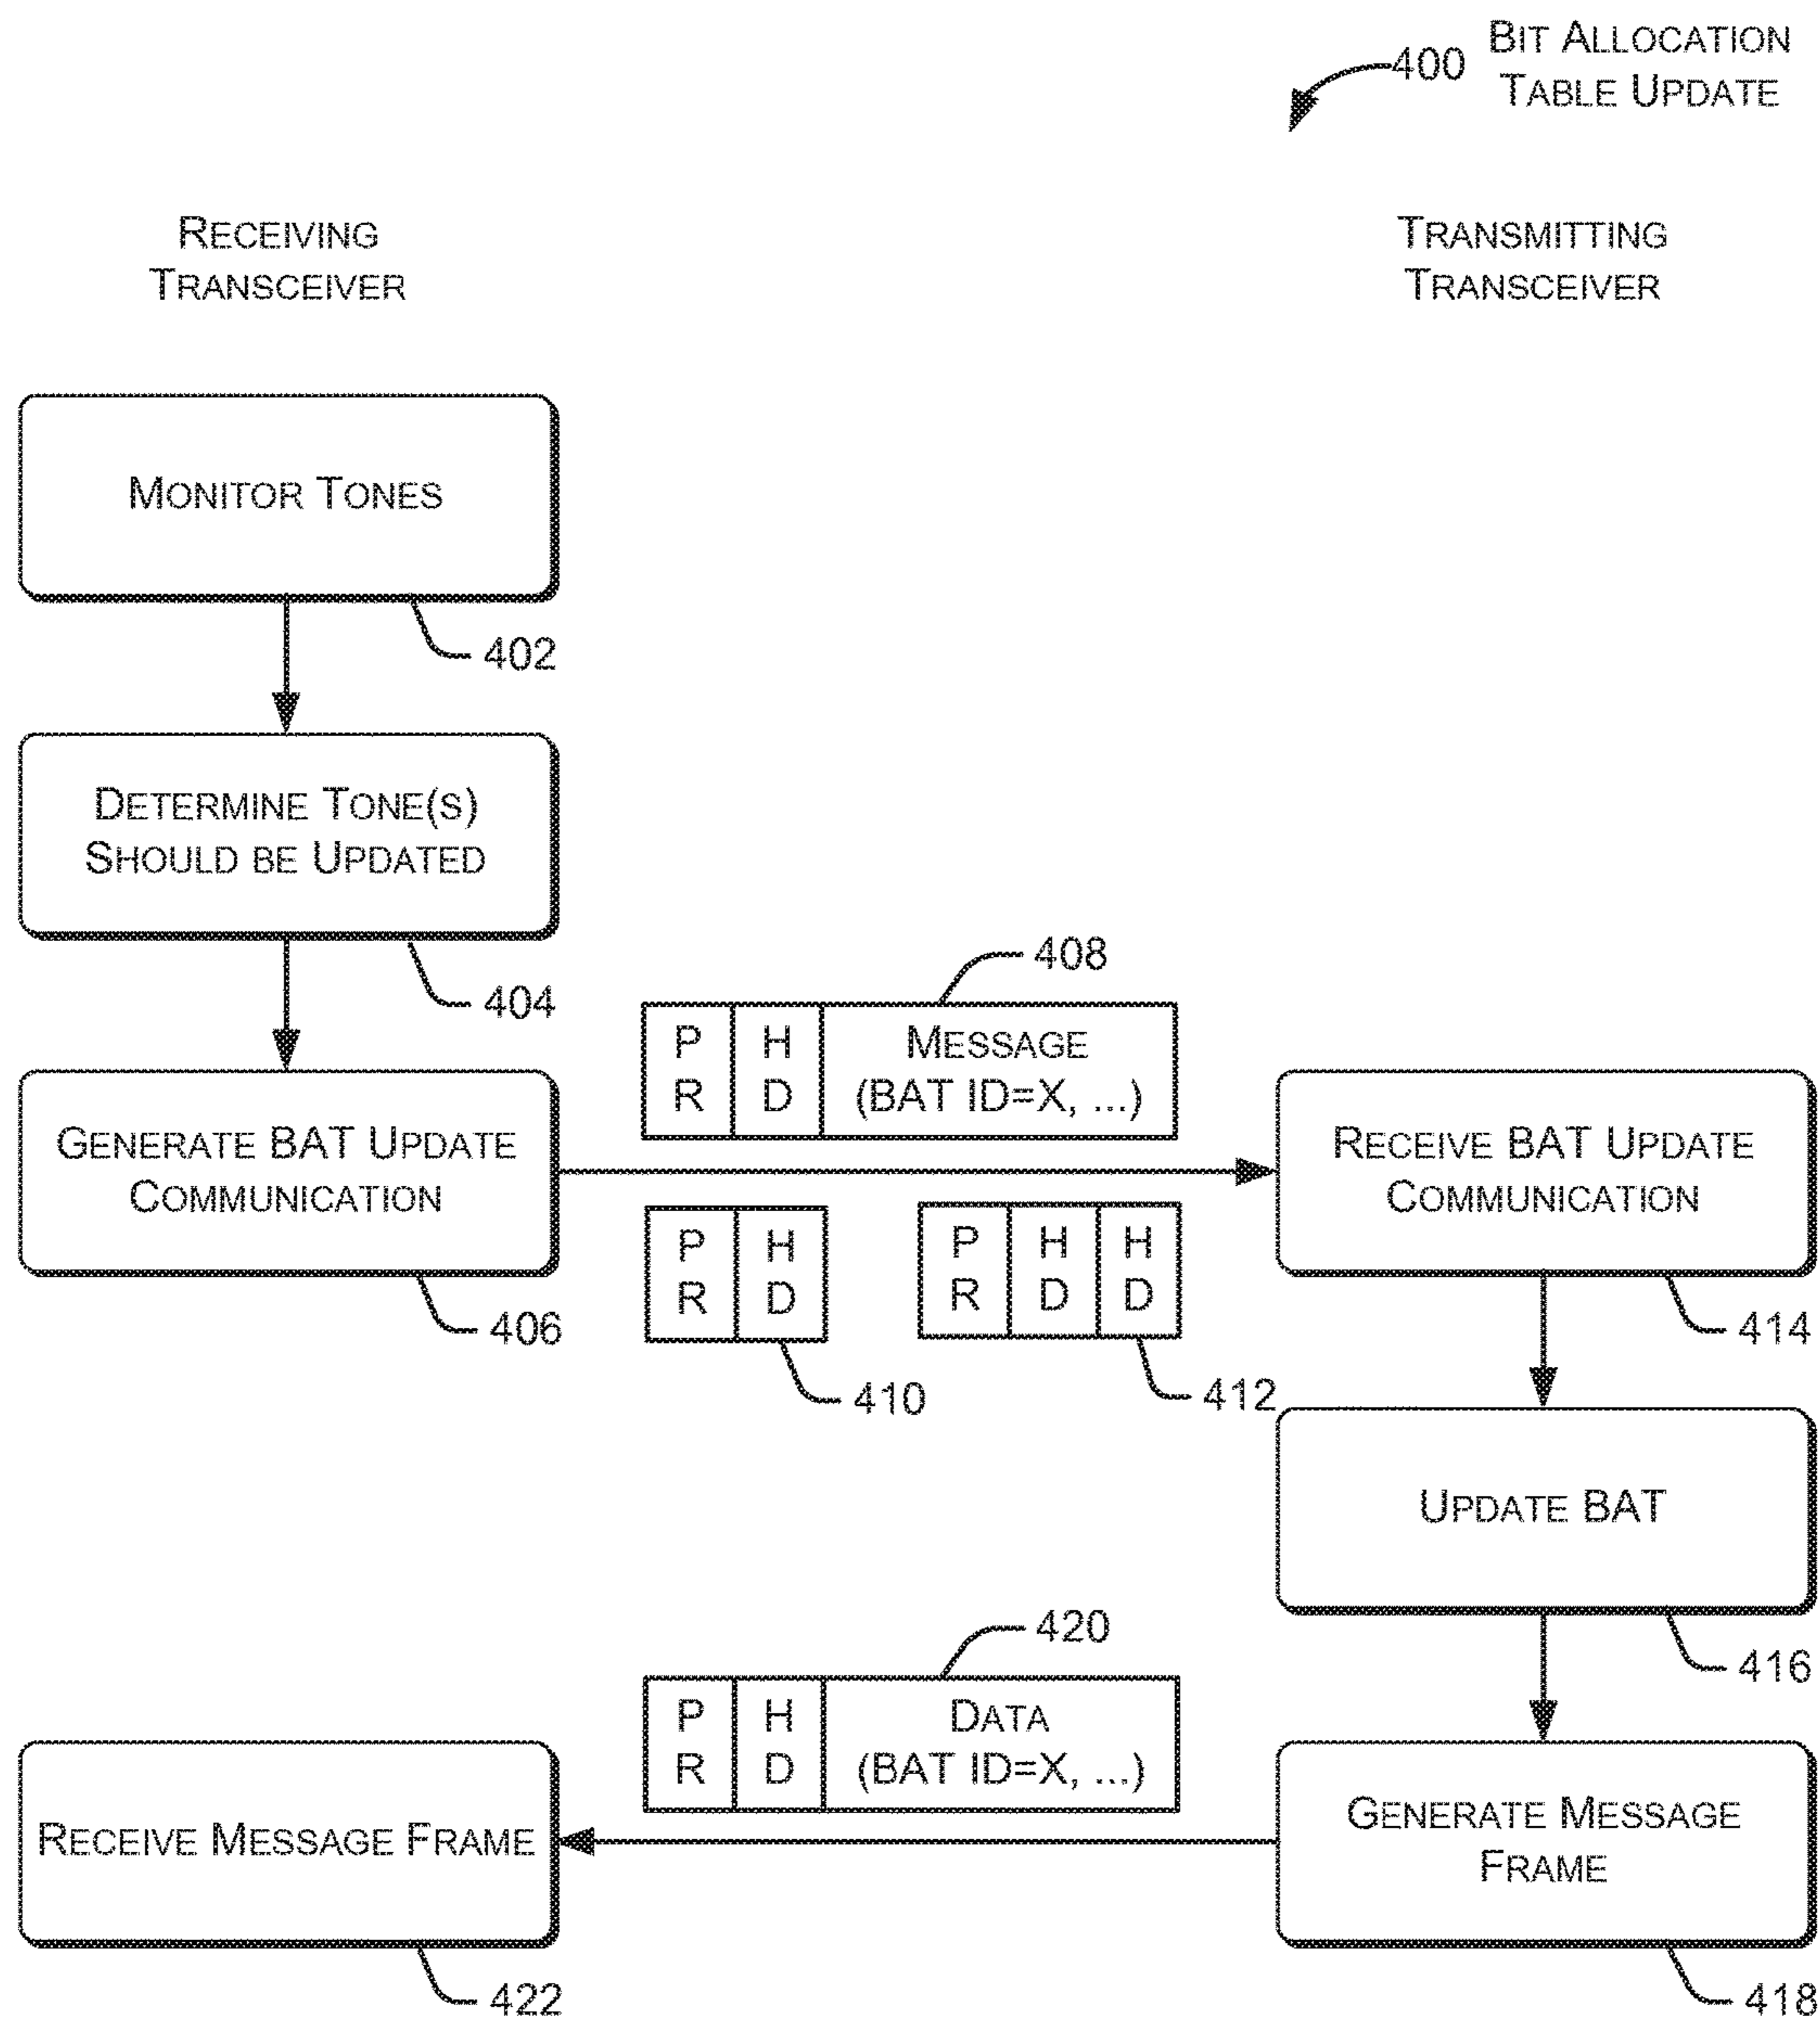 400
BIT ALLOCATION
TABLE UPDATE
RECEIVING
TRANSCEIVER
TRANSMITTING
TRANSCEIVER
MONITOR TONES
402
DETERMINE TONE(S)
SHOULD BE UPDATED
404
GENERATE BAT UPDATE
COMMUNICATION
406
408
P
R
H
D
MESSAGE
(BAT ID=X, ...)
P
R
H
D
410
P
R
H
D
H
D
412
RECEIVE BAT UPDATE
COMMUNICATION
414
UPDATE BAT
416
GENERATE MESSAGE
FRAME
418
420
P
R
H
D
DATA
(BAT ID=X, ...)
RECEIVE MESSAGE FRAME
422